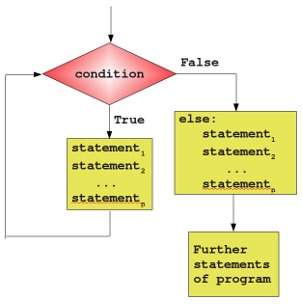 condition
False
True
statement₁
statement₂
...
statementₙ
else:
statement₁
statement₂
...
statementₙ
Further
statements
of program